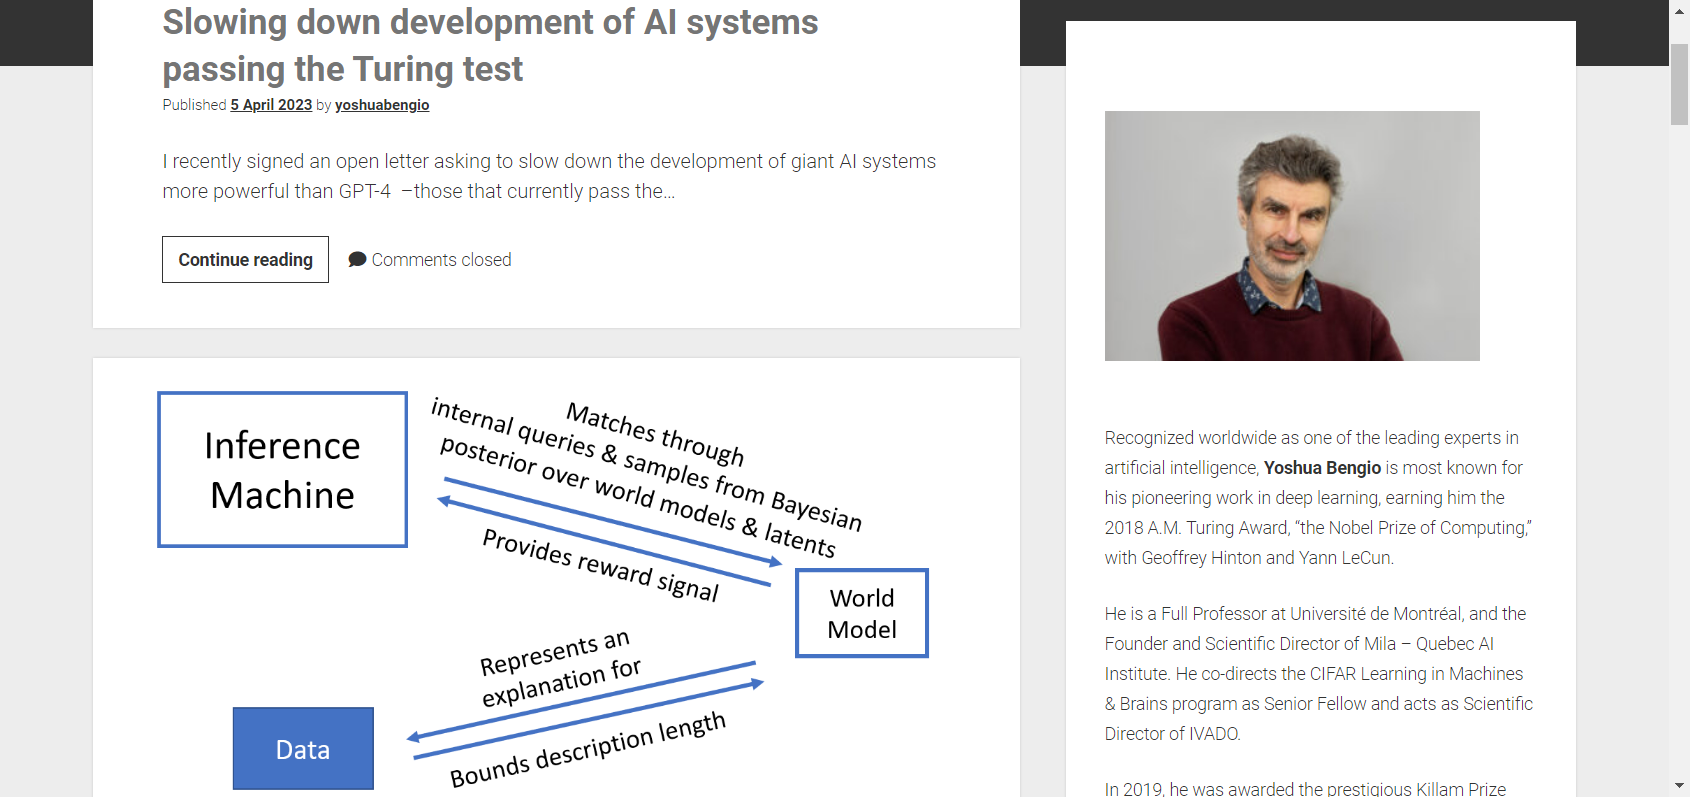 Slowing down development of AI systems
passing the Turing test
Published 5 April 2023 by yoshuabengio
I recently signed an open letter asking to slow down the development of giant AI systems
more powerful than GPT-4  –those that currently pass the…
Continue reading
Comments closed
Inference
Machine
Matches through
internal queries & samples from Bayesian
posterior over world models & latents
Provides reward signal
World
Model
Represents an
explanation for
Data
Bounds description length
Recognized worldwide as one of the leading experts in
artificial intelligence, Yoshua Bengio is most known for
his pioneering work in deep learning, earning him the
2018 A.M. Turing Award, “the Nobel Prize of Computing,”
with Geoffrey Hinton and Yann LeCun.
He is a Full Professor at Université de Montréal, and the
Founder and Scientific Director of Mila – Quebec AI
Institute. He co-directs the CIFAR Learning in Machines
& Brains program as Senior Fellow and acts as Scientific
Director of IVADO.
In 2019, he was awarded the prestigious Killam Prize